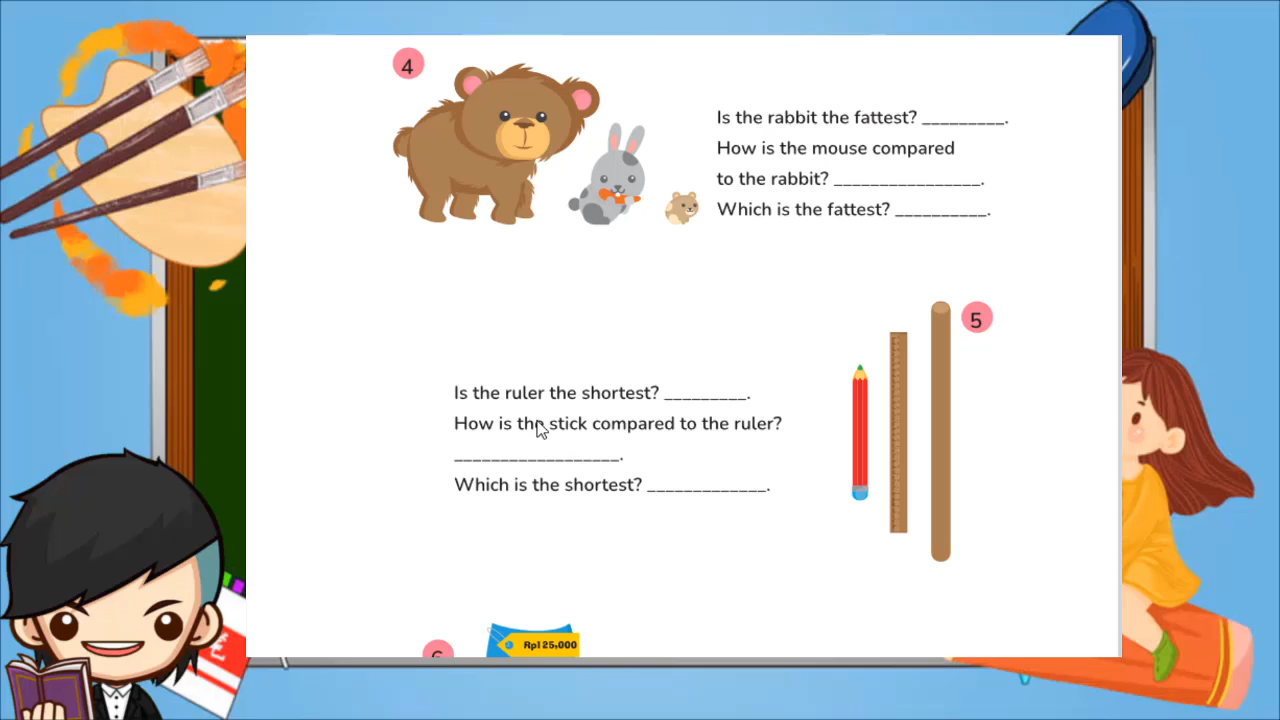 4
Is the rabbit the fattest? _________.
How is the mouse compared
to the rabbit? ________________.
Which is the fattest? __________.
5
Is the ruler the shortest? _________.
How is the stick compared to the ruler?
__________________.
Which is the shortest? _____________.
6
Rp125,000